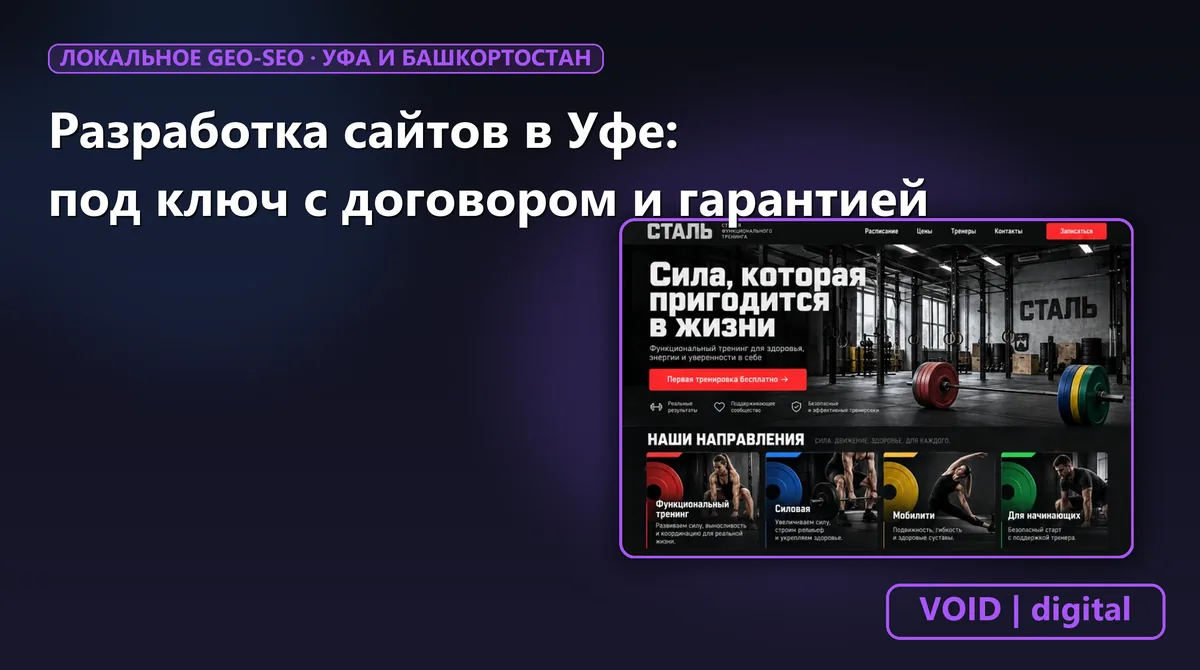 ЛОКАЛЬНОЕ GEO-SEO · УФА И БАШКОРТОСТАН
Разработка сайтов в Уфе:
под ключ с договором и гарантией
СТАЛЬ
ФУНКЦИОНАЛЬНОГО
ТРЕНИНГА
Расписание Цены Тренеры Контакты Записаться
Сила, которая
пригодится
в жизни
СТАЛЬ
Функциональный тренинг для здоровья,
энергии и уверенности в себе
Первая тренировка бесплатно →
Реальные
результаты
Поддерживающее
сообщество
Безопасные
и эффективные тренировки
НАШИ НАПРАВЛЕНИЯ СИЛА. ДВИЖЕНИЕ. ЗДОРОВЬЕ. ДЛЯ КАЖДОГО.
Функциональный
тренинг
Развиваем силу, выносливость
и координацию для реальной
жизни.
Силовая
Увеличиваем силу,
строим рельеф
и укрепляем здоровье.
Мобилити
Подвижность, гибкость
и здоровые суставы.
Для начинающих
Безопасный старт
с поддержкой тренера.
VOID | digital